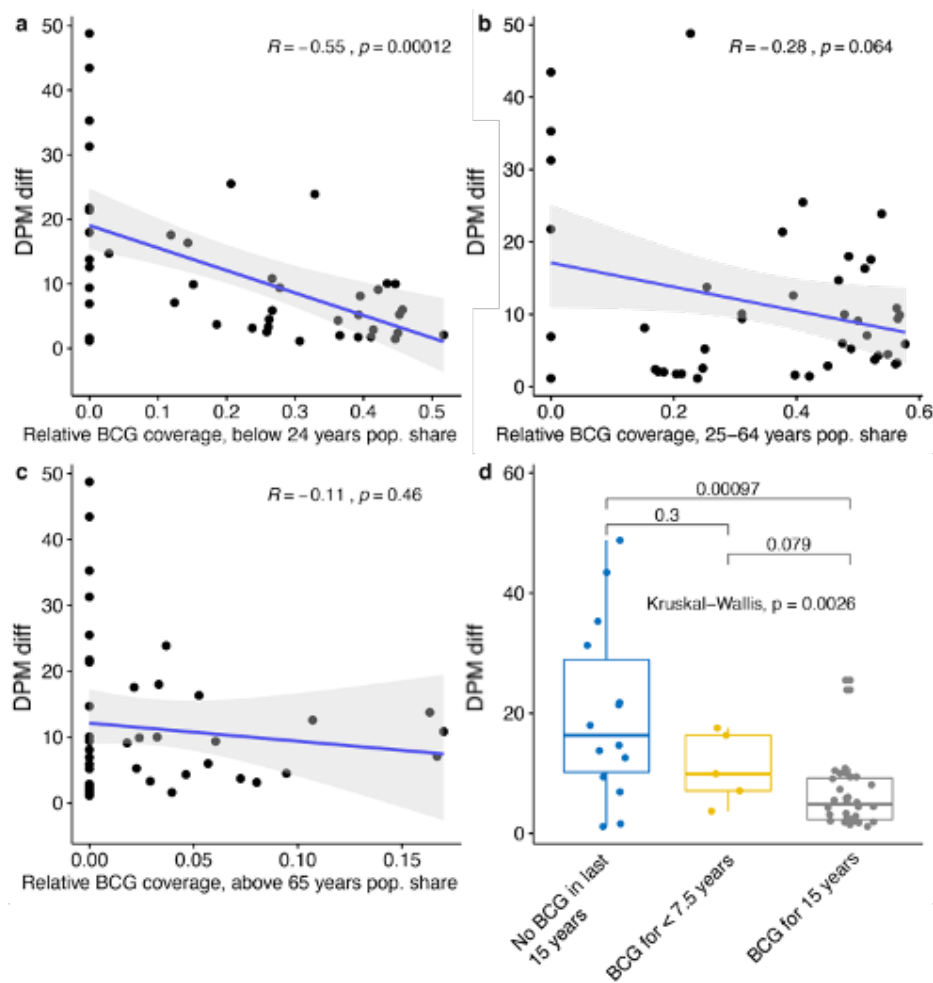 a
R = −0.55 , p = 0.00012
DPM diff
50
40
30
20
10
0
0.0 0.1 0.2 0.3 0.4 0.5
Relative BCG coverage, below 24 years pop. share
b
R = −0.28 , p = 0.064
DPM diff
50
40
30
20
10
0
0.0 0.2 0.4 0.6
Relative BCG coverage, 25−64 years pop. share
c
R = −0.11 , p = 0.46
DPM diff
50
40
30
20
10
0
0.00 0.05 0.10 0.15
Relative BCG coverage, above 65 years pop. share
d
0.00097
0.3
0.079
Kruskal−Wallis, p = 0.0026
DPM diff
60
40
20
0
No BCG in last
15 years
BCG for < 7.5 years
BCG for 15 years